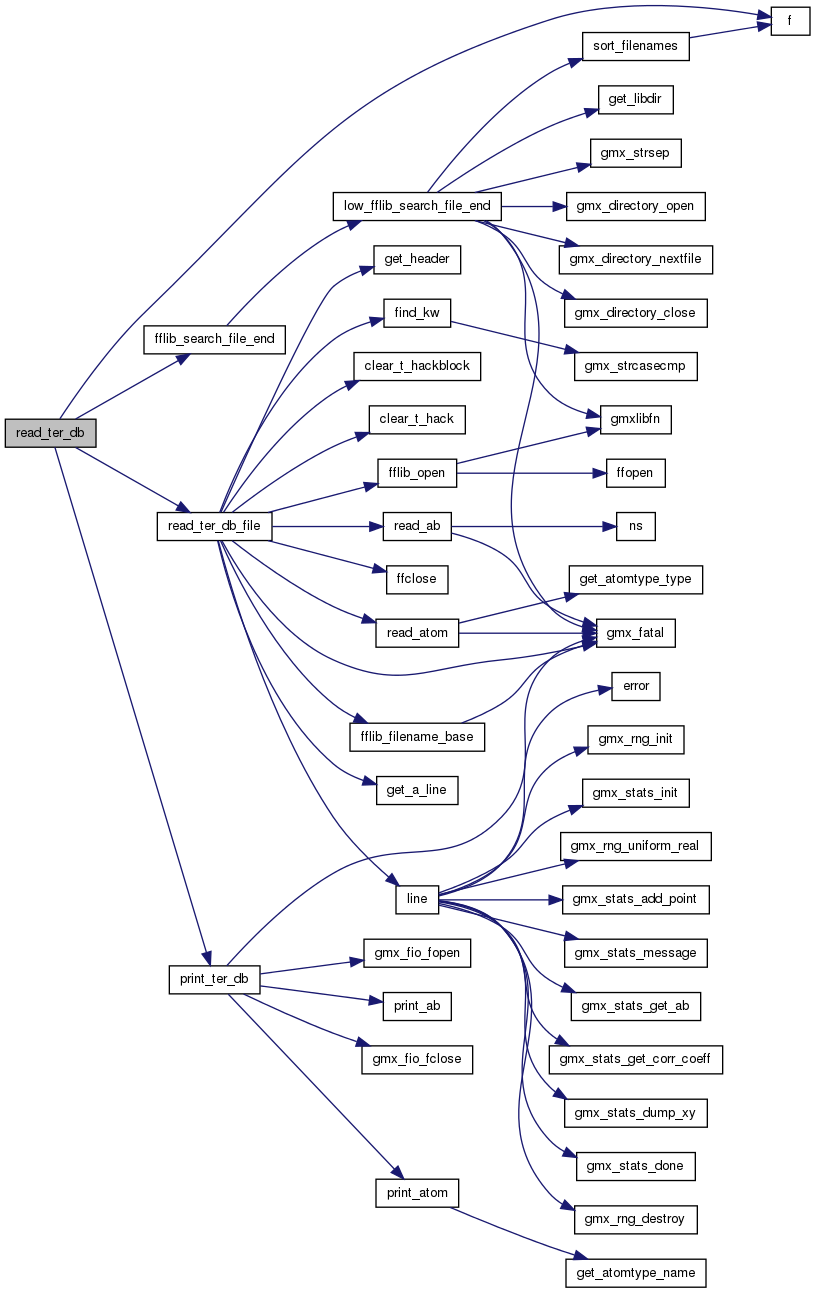 f
sort_filenames
get_libdir
gmx_strsep
low_fflib_search_file_end
gmx_directory_open
get_header
gmx_directory_nextfile
find_kw
gmx_directory_close
fflib_search_file_end
clear_t_hackblock
gmx_strcasecmp
clear_t_hack
gmxlibfn
read_ter_db
fflib_open
ffopen
read_ter_db_file
read_ab
ns
ffclose
get_atomtype_type
read_atom
gmx_fatal
error
fflib_filename_base
gmx_rng_init
get_a_line
gmx_stats_init
gmx_rng_uniform_real
line
gmx_stats_add_point
gmx_fio_fopen
gmx_stats_message
print_ter_db
print_ab
gmx_stats_get_ab
gmx_fio_fclose
gmx_stats_get_corr_coeff
gmx_stats_dump_xy
gmx_stats_done
print_atom
gmx_rng_destroy
get_atomtype_name